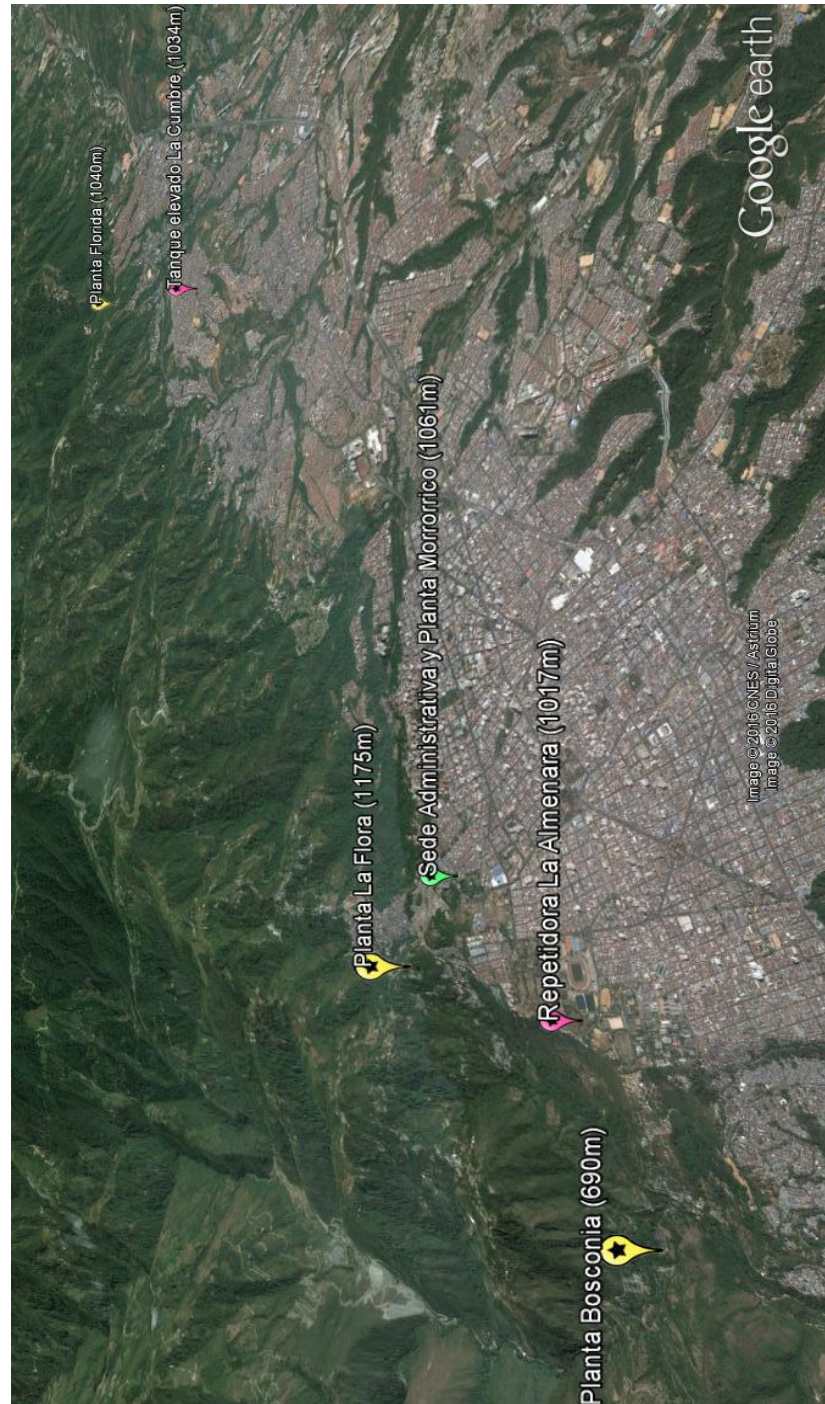 Planta Florida (1040m)
Tanque elevado La Cumbre (1034m)
Planta La Flora (1175m)
Sede Administrativa y Planta Morrorrico (1061m)
Repetidora La Almenara (1017m)
Planta Bosconia (690m)
Image © 2016 CNES / Astrium
Image © 2016 DigitalGlobe
Google earth